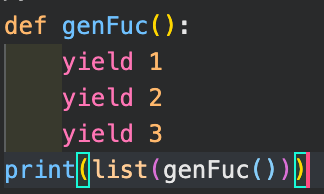 def genFuc():
    yield 1
    yield 2
    yield 3
print(list(genFuc()))